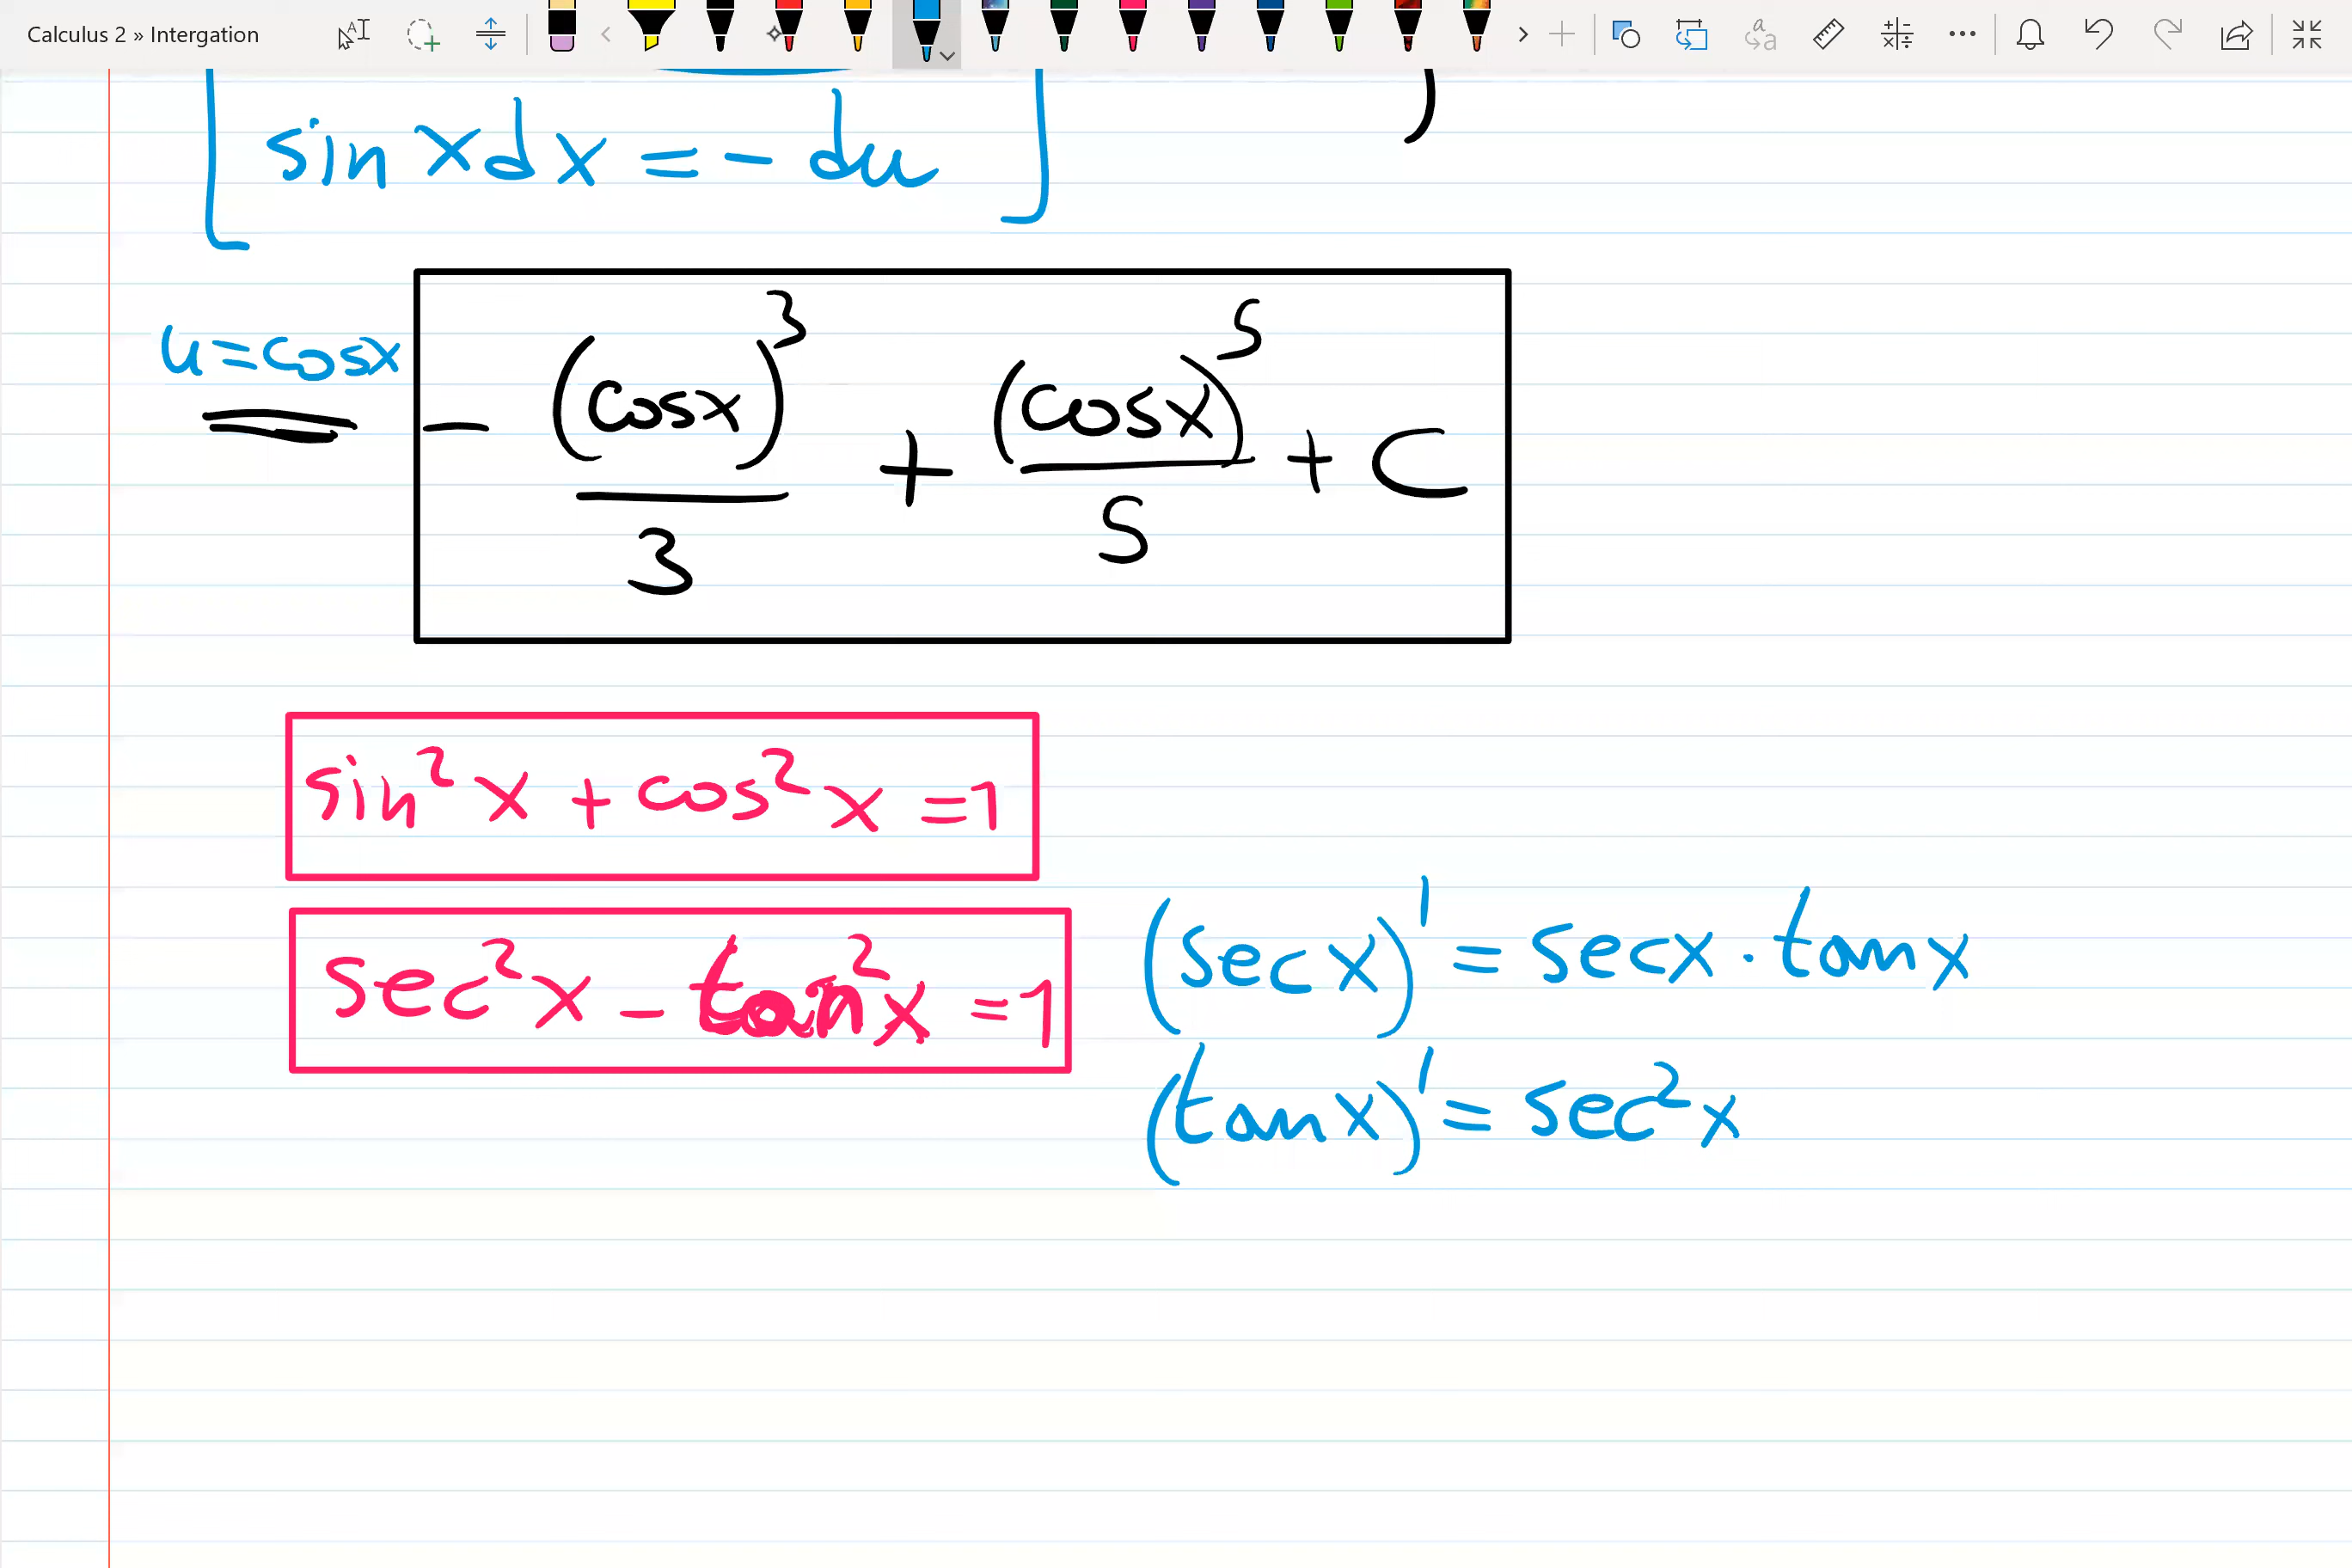 Calculus 2 » Intergation
sin x dx = - du
u = cosx
- (cosx)³/3 + (cosx)⁵/5 + C
sin²x + cos²x = 1
sec²x - tan²x = 1
(secx)' = secx · tanx
(tanx)' = sec²x